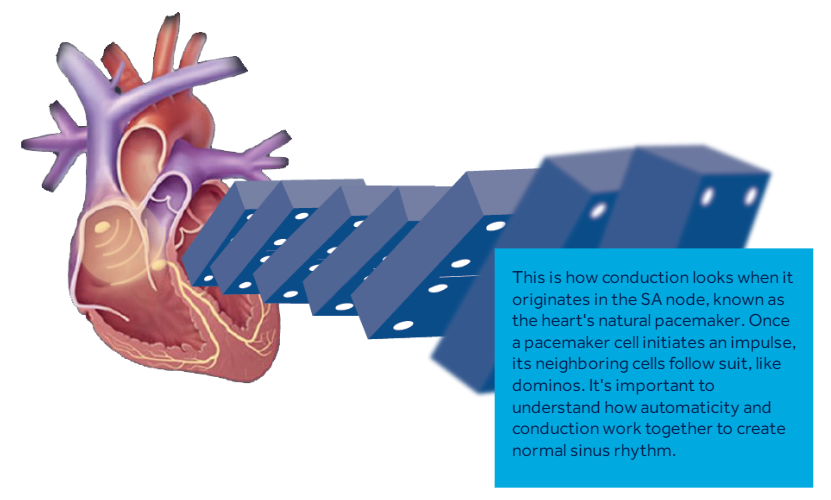 This is how conduction looks when it
originates in the SA node, known as
the heart's natural pacemaker. Once
a pacemaker cell initiates an impulse,
its neighboring cells follow suit, like
dominos. It's important to
understand how automaticity and
conduction work together to create
normal sinus rhythm.